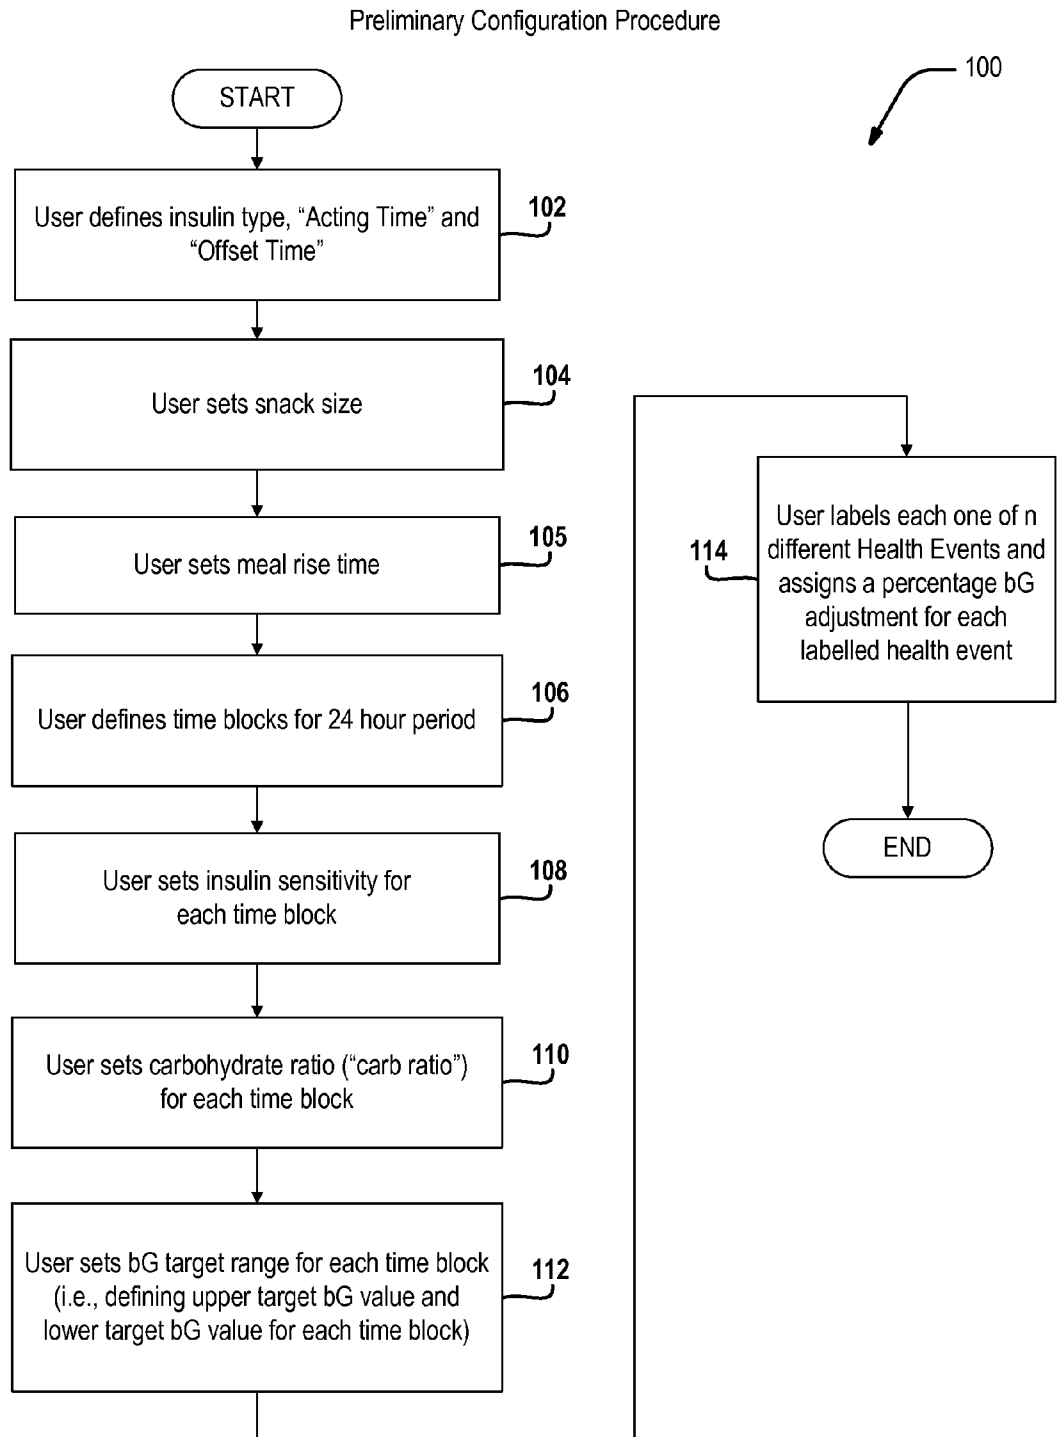 Preliminary Configuration Procedure
100
START
User defines insulin type, “Acting Time” and
“Offset Time”
102
User sets snack size
104
User sets meal rise time
105
User defines time blocks for 24 hour period
106
User sets insulin sensitivity for
each time block
108
User sets carbohydrate ratio (“carb ratio”)
for each time block
110
User sets bG target range for each time block
(i.e., defining upper target bG value and
lower target bG value for each time block)
112
User labels each one of n
different Health Events and
assigns a percentage bG
adjustment for each
labelled health event
114
END